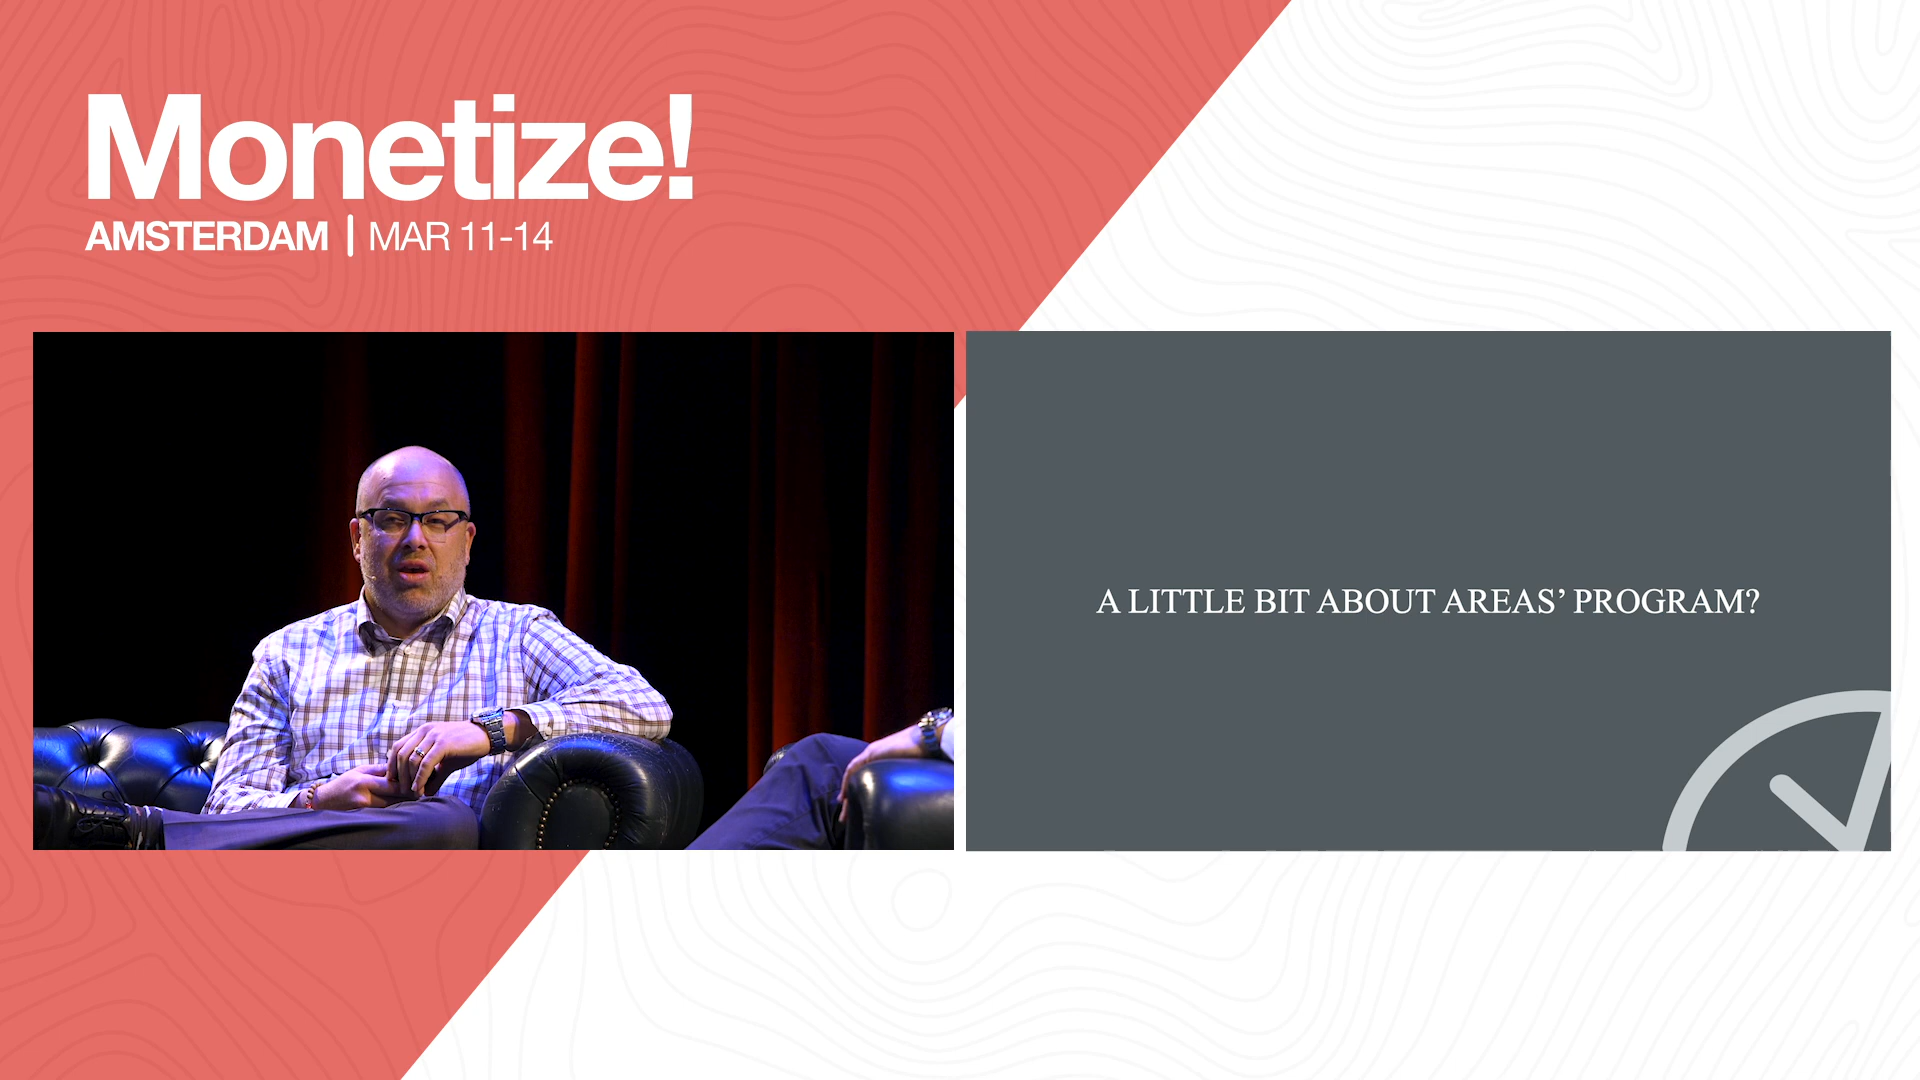 Monetize!
AMSTERDAM | MAR 11-14
A LITTLE BIT ABOUT AREAS’ PROGRAM?